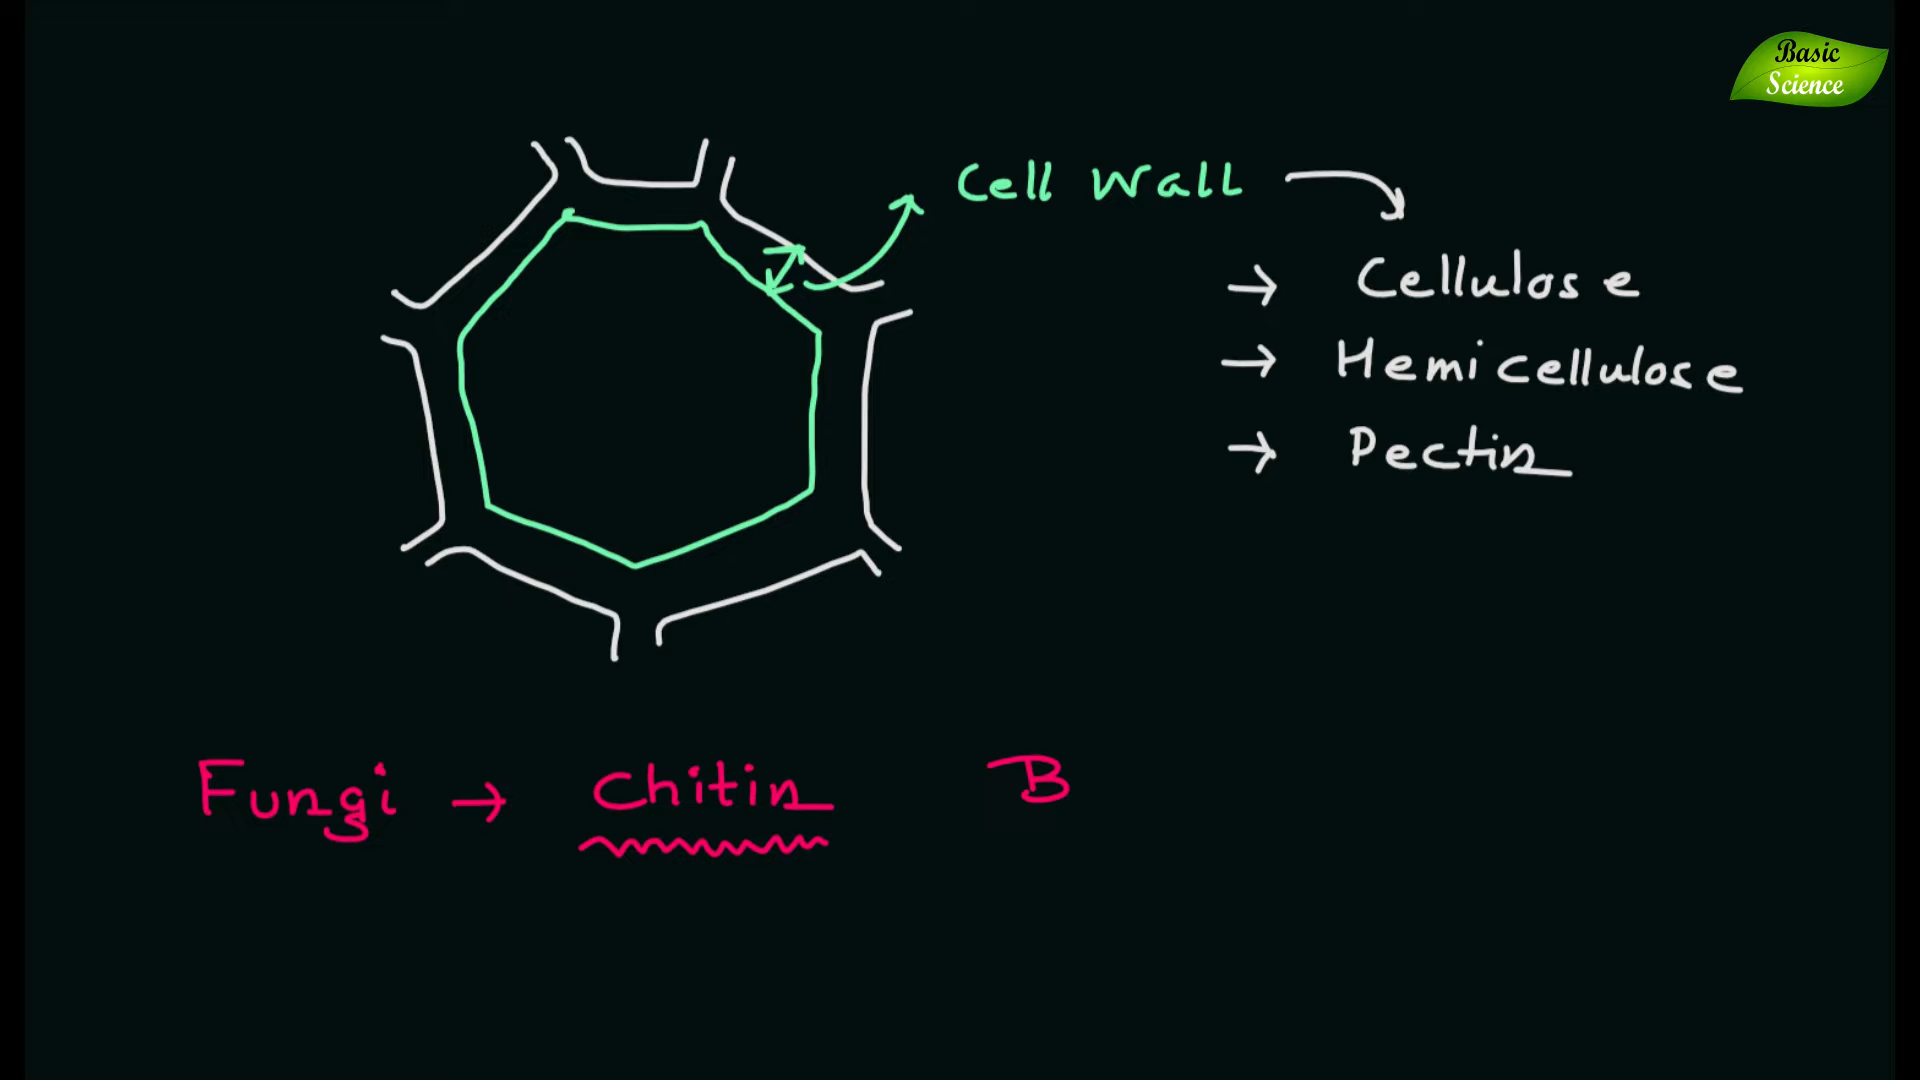 Basic
Science
Cell Wall
→ Cellulose
→ Hemicellulose
→ Pectin
Fungi → Chitin B